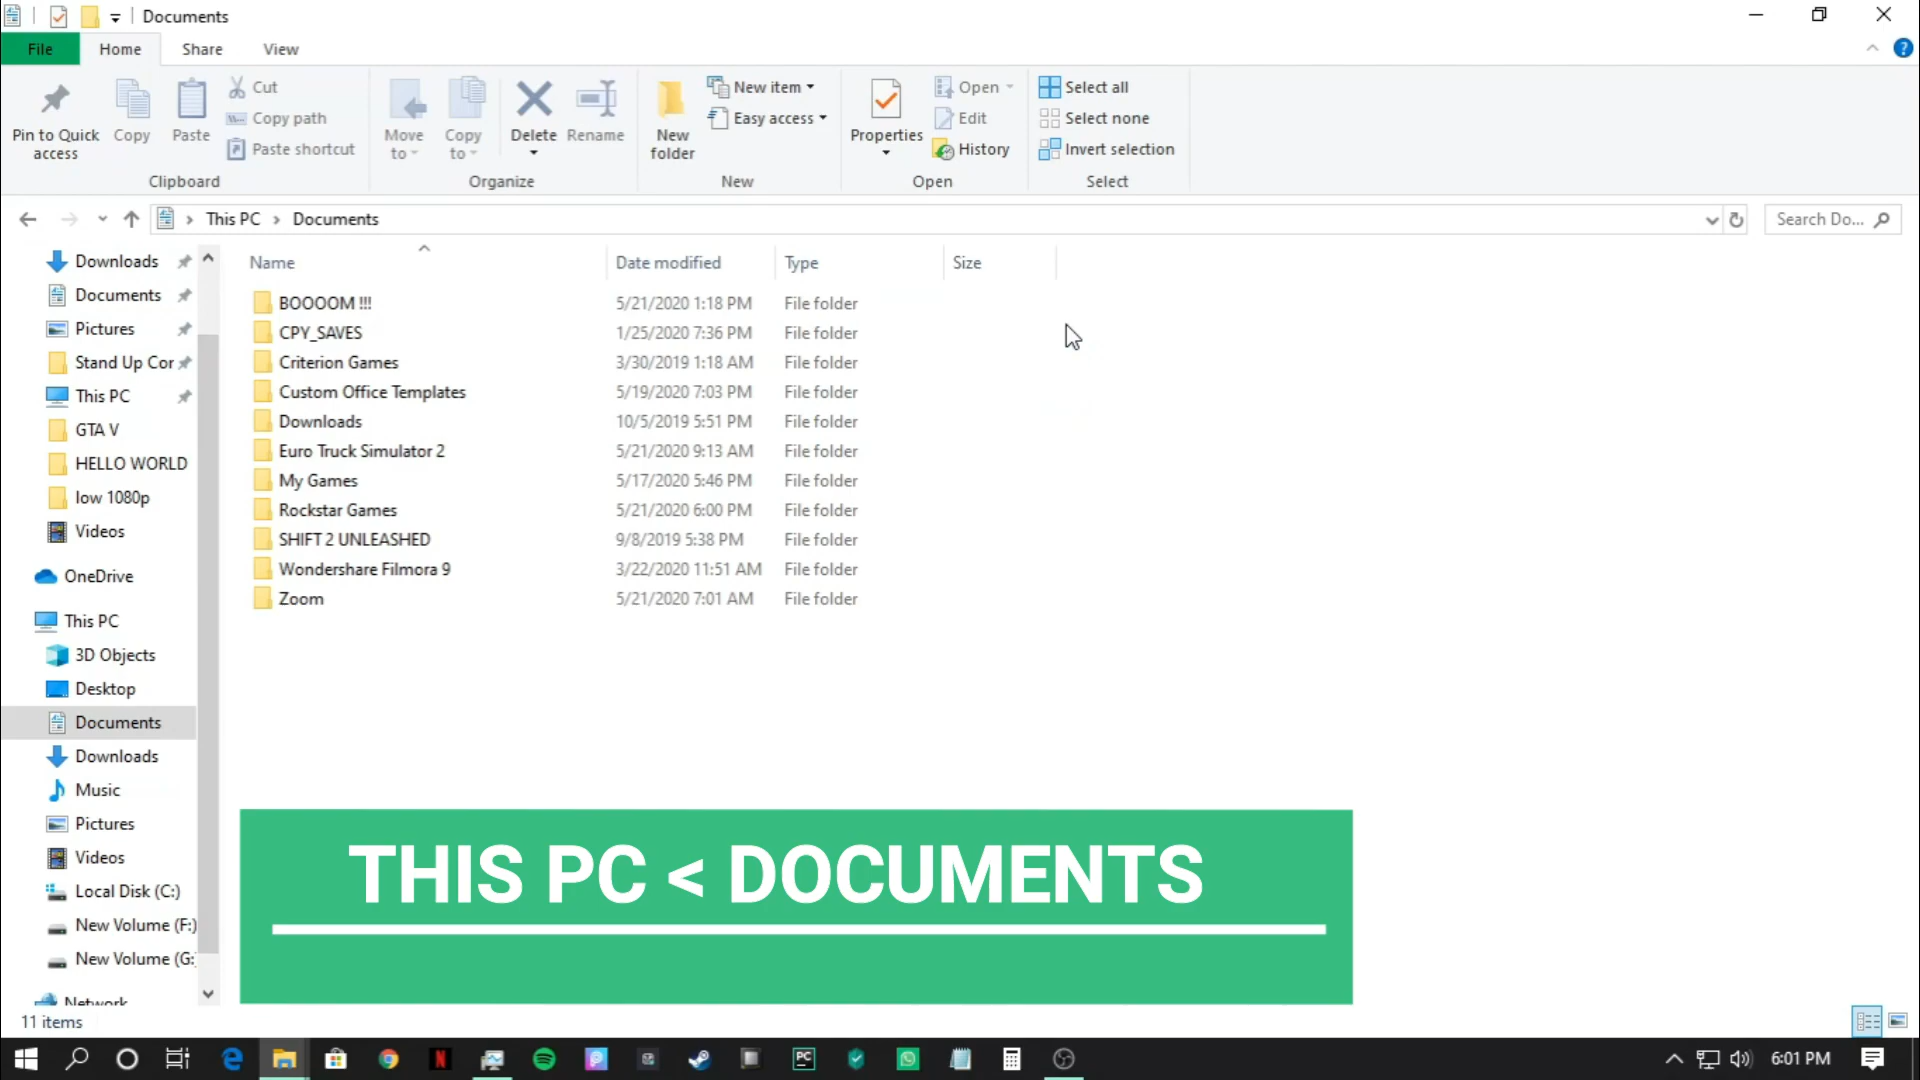 Documents
File Home Share View
Pin to Quick access
Copy
Paste
Cut
Copy path
Paste shortcut
Clipboard
Move to
Copy to
Delete
Rename
Organize
New folder
New item
Easy access
New
Properties
Open
Edit
History
Open
Select all
Select none
Invert selection
Select
This PC > Documents
Search Do...
Downloads
Documents
Pictures
Stand Up Cor
This PC
GTA V
HELLO WORLD
low 1080p
Videos
OneDrive
This PC
3D Objects
Desktop
Documents
Downloads
Music
Pictures
Videos
Local Disk (C:)
New Volume (F:)
New Volume (G:
Network
Name Date modified Type Size
BOOOOM !!! 5/21/2020 1:18 PM File folder
CPY_SAVES 1/25/2020 7:36 PM File folder
Criterion Games 3/30/2019 1:18 AM File folder
Custom Office Templates 5/19/2020 7:03 PM File folder
Downloads 10/5/2019 5:51 PM File folder
Euro Truck Simulator 2 5/21/2020 9:13 AM File folder
My Games 5/17/2020 5:46 PM File folder
Rockstar Games 5/21/2020 6:00 PM File folder
SHIFT 2 UNLEASHED 9/8/2019 5:38 PM File folder
Wondershare Filmora 9 3/22/2020 11:51 AM File folder
Zoom 5/21/2020 7:01 AM File folder
THIS PC < DOCUMENTS
11 items
6:01 PM